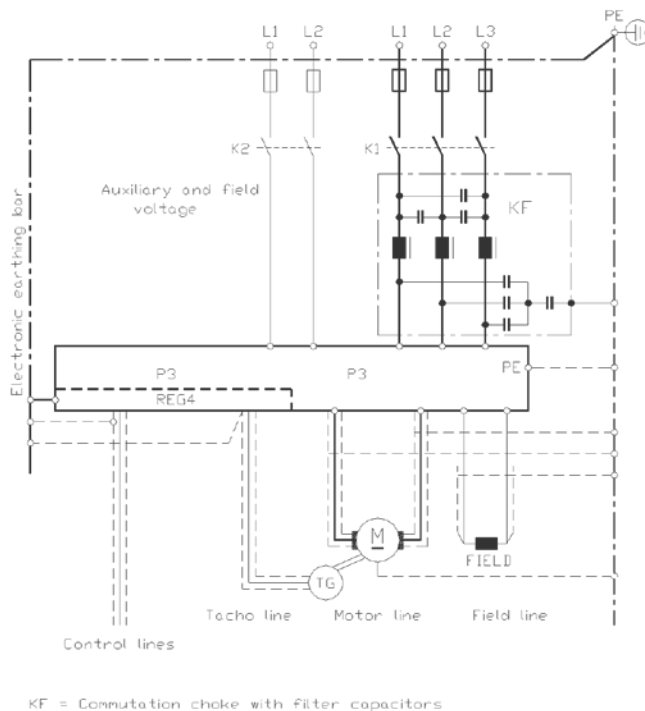 PE
L1 L2 L1 L2 L3
K2 K1
Auxiliary and field
voltage
KF
Electronic earthing bar
P3 P3 PE
REG4
M
TG FIELD
Tacho line Motor line Field line
Control lines
KF = Commutation choke with filter capacitors